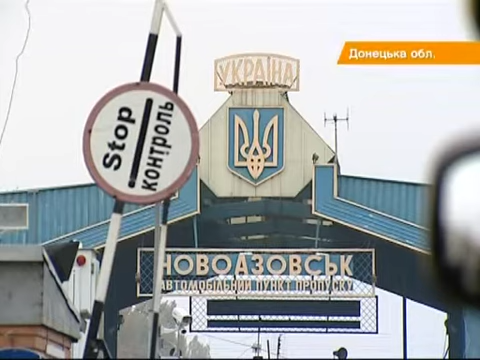 Донецька обл.
УКРАЇНА
Stop
контроль
НОВОАЗОВСЬК
АВТОМОБІЛЬНИЙ ПУНКТ ПРОПУСКУ